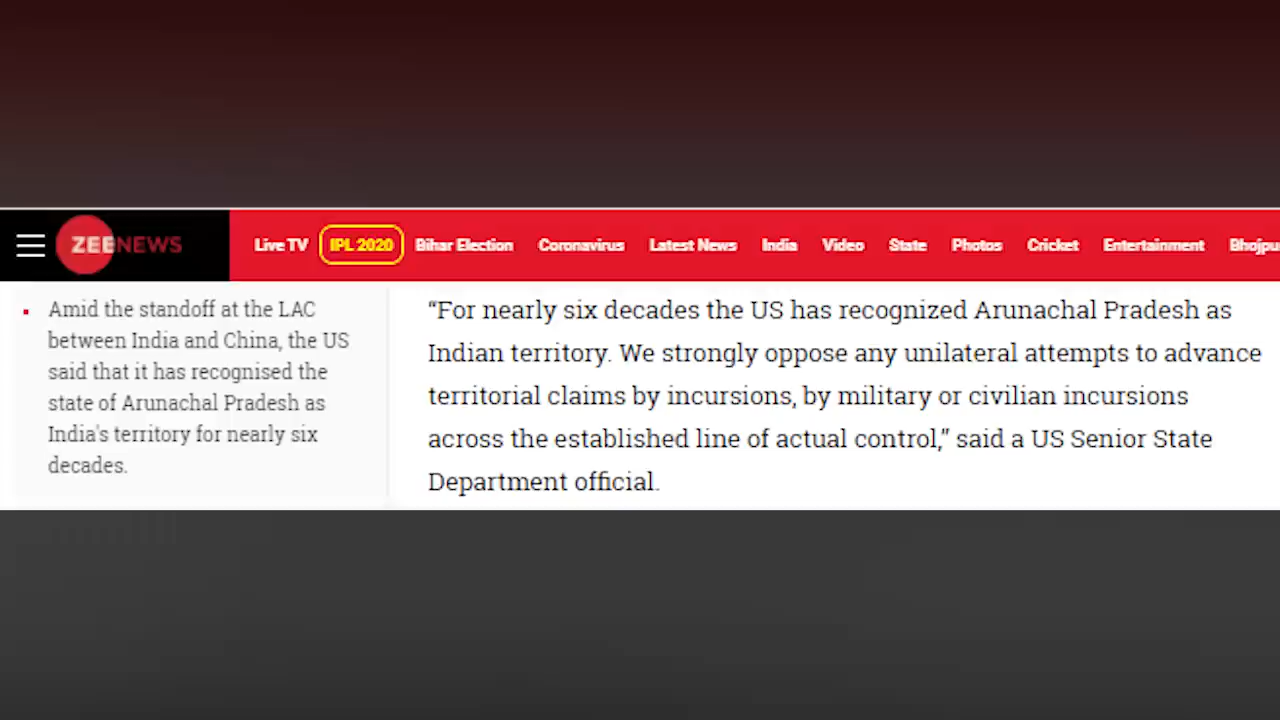 ZEENEWS Live TV IPL 2020 Bihar Election Coronavirus Latest News India Video State Photos Cricket Entertainment Bhojpu
Amid the standoff at the LAC
between India and China, the US
said that it has recognised the
state of Arunachal Pradesh as
India's territory for nearly six
decades.
“For nearly six decades the US has recognized Arunachal Pradesh as
Indian territory. We strongly oppose any unilateral attempts to advance
territorial claims by incursions, by military or civilian incursions
across the established line of actual control,” said a US Senior State
Department official.